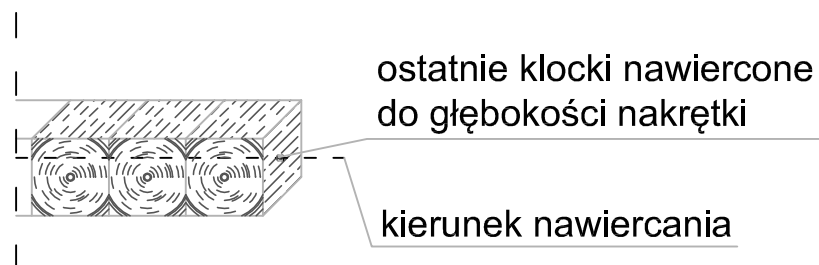 ostatnie klocki nawiercone
do głębokości nakrętki
kierunek nawiercania